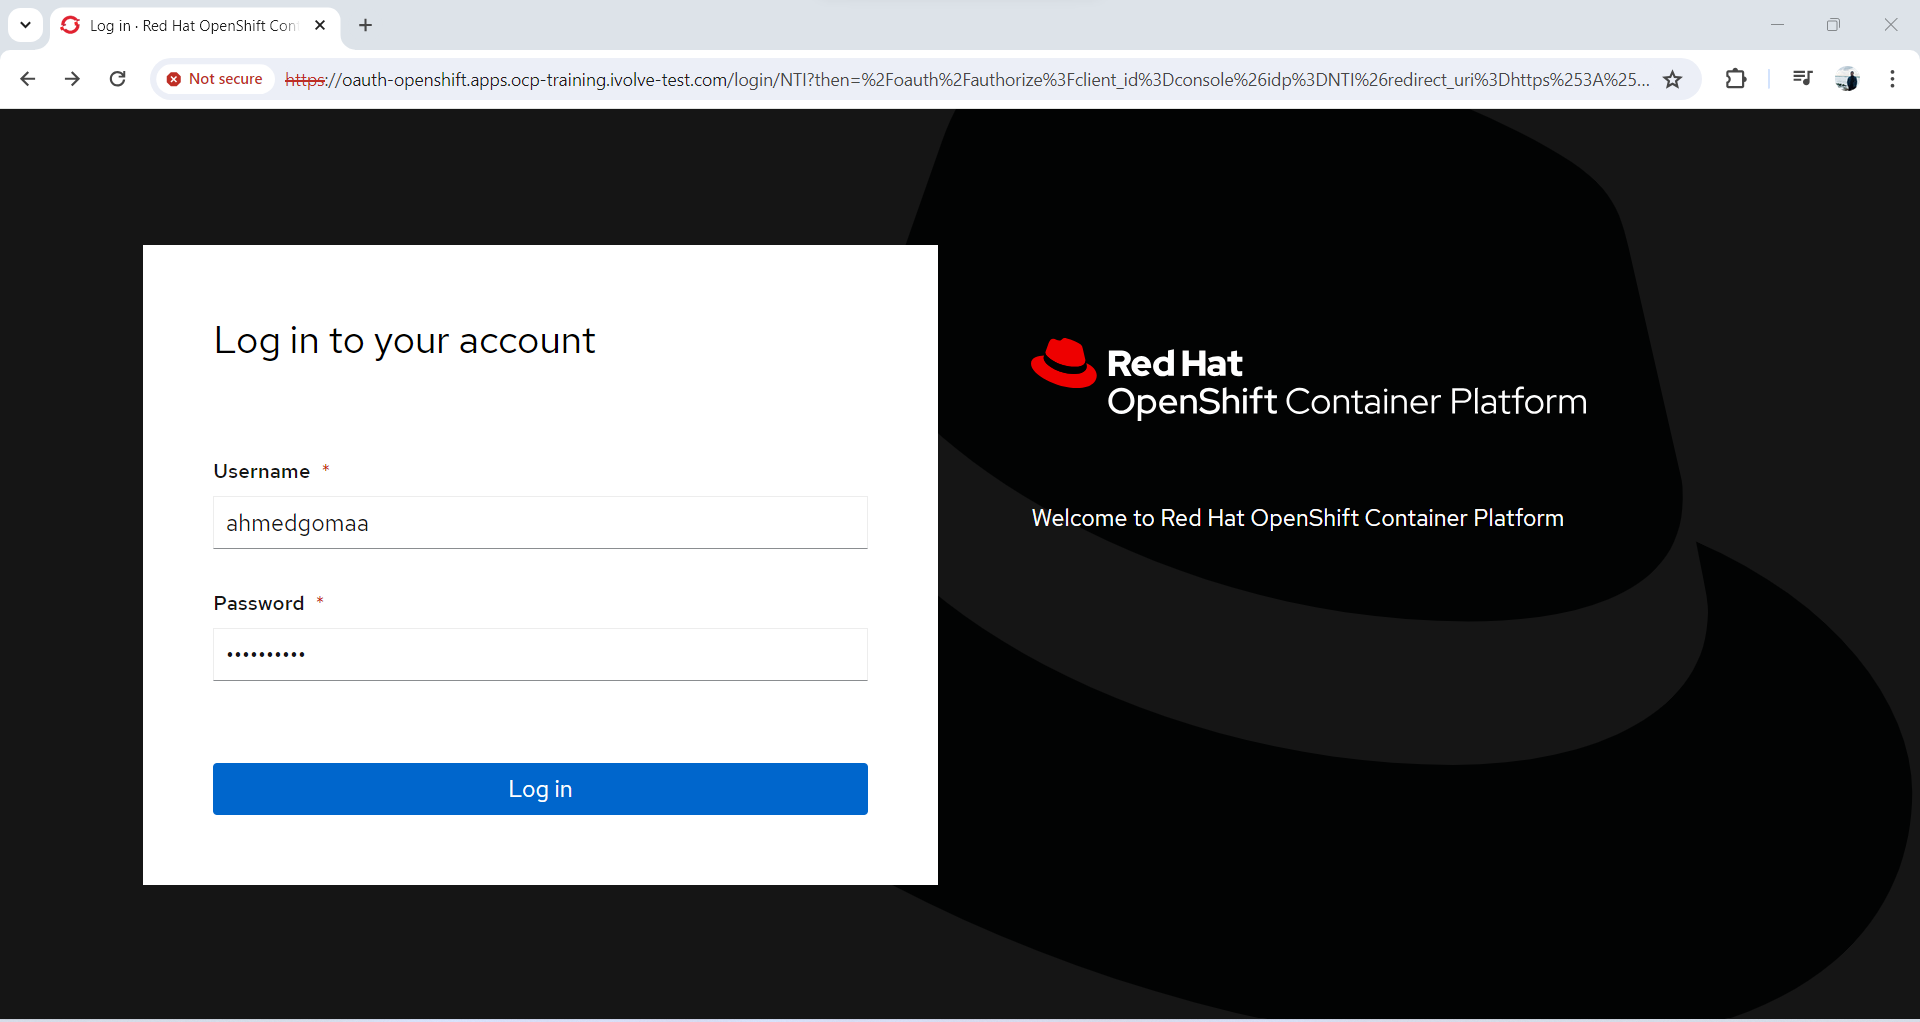 Log in · Red Hat OpenShift Con
Not secure
https://oauth-openshift.apps.ocp-training.ivolve-test.com/login/NTI?then=%2Foauth%2Fauthorize%3Fclient_id%3Dconsole%26idp%3DNTI%26redirect_uri%3Dhttps%253A%25...
Log in to your account
Username *
ahmedgomaa
Password *
••••••••••
Log in
Red Hat
OpenShift Container Platform
Welcome to Red Hat OpenShift Container Platform